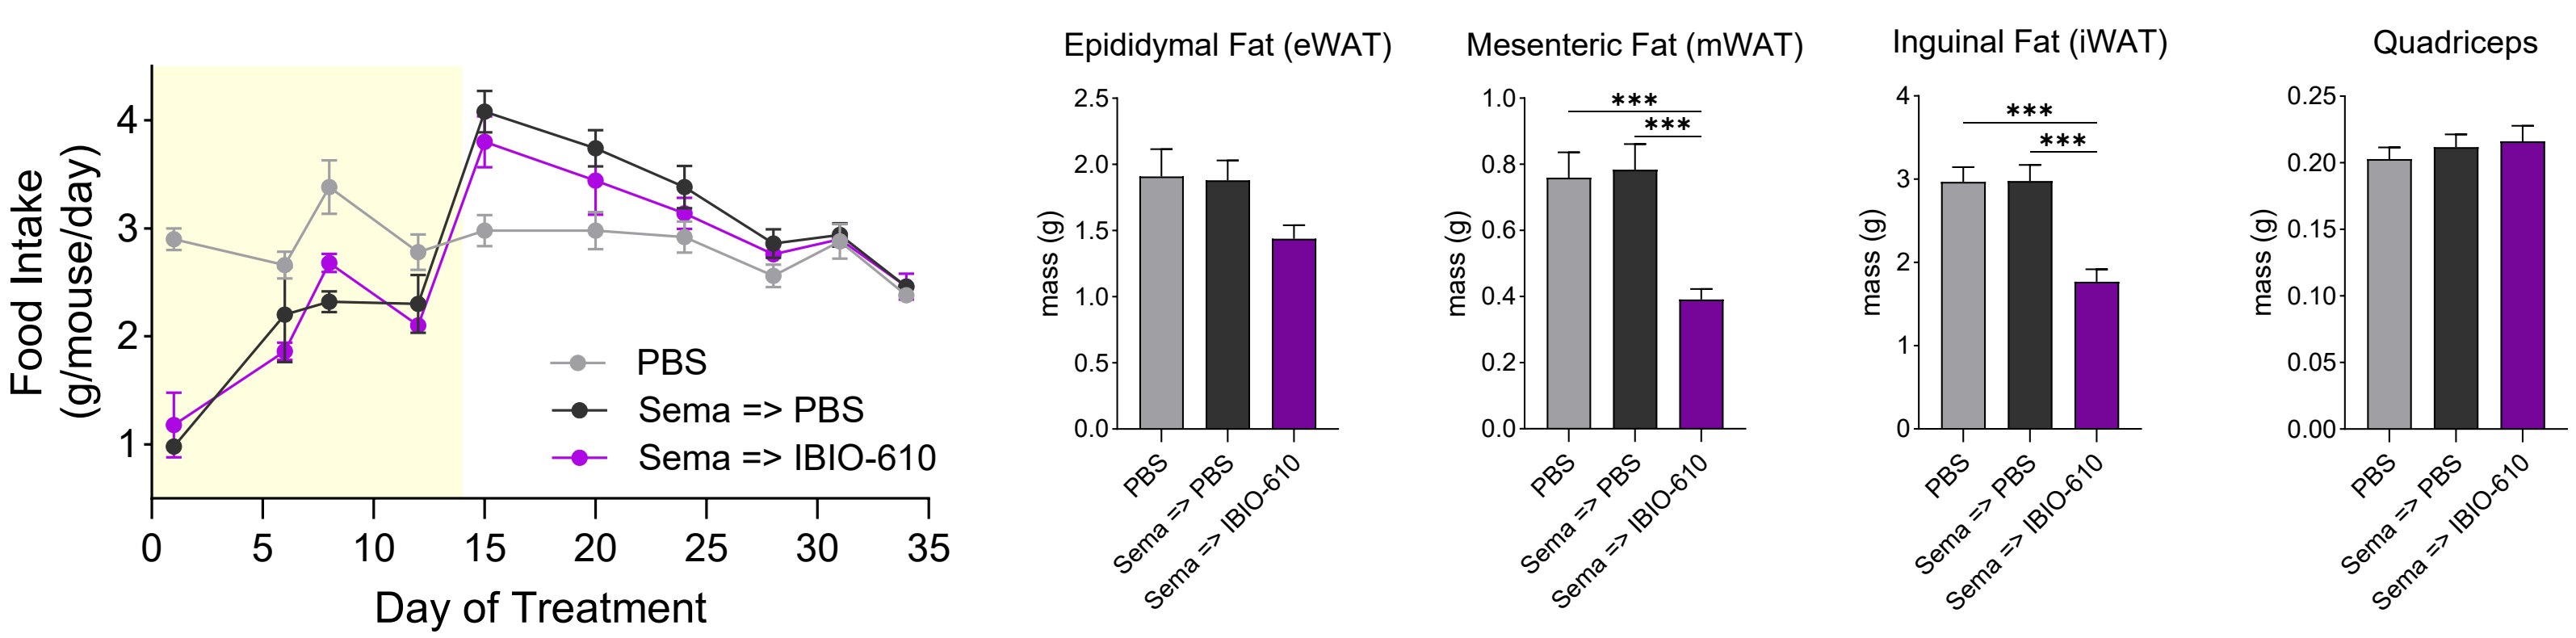 Food Intake
(g/mouse/day)
4
3
2
1
0 5 10 15 20 25 30 35
Day of Treatment
PBS
Sema => PBS
Sema => IBIO-610
Epididymal Fat (eWAT)
mass (g)
2.5
2.0
1.5
1.0
0.5
0.0
PBS
Sema => PBS
Sema => IBIO-610
Mesenteric Fat (mWAT)
mass (g)
1.0
0.8
0.6
0.4
0.2
0.0
***
***
PBS
Sema => PBS
Sema => IBIO-610
Inguinal Fat (iWAT)
mass (g)
4
3
2
1
0
***
***
PBS
Sema => PBS
Sema => IBIO-610
Quadriceps
mass (g)
0.25
0.20
0.15
0.10
0.05
0.00
PBS
Sema => PBS
Sema => IBIO-610